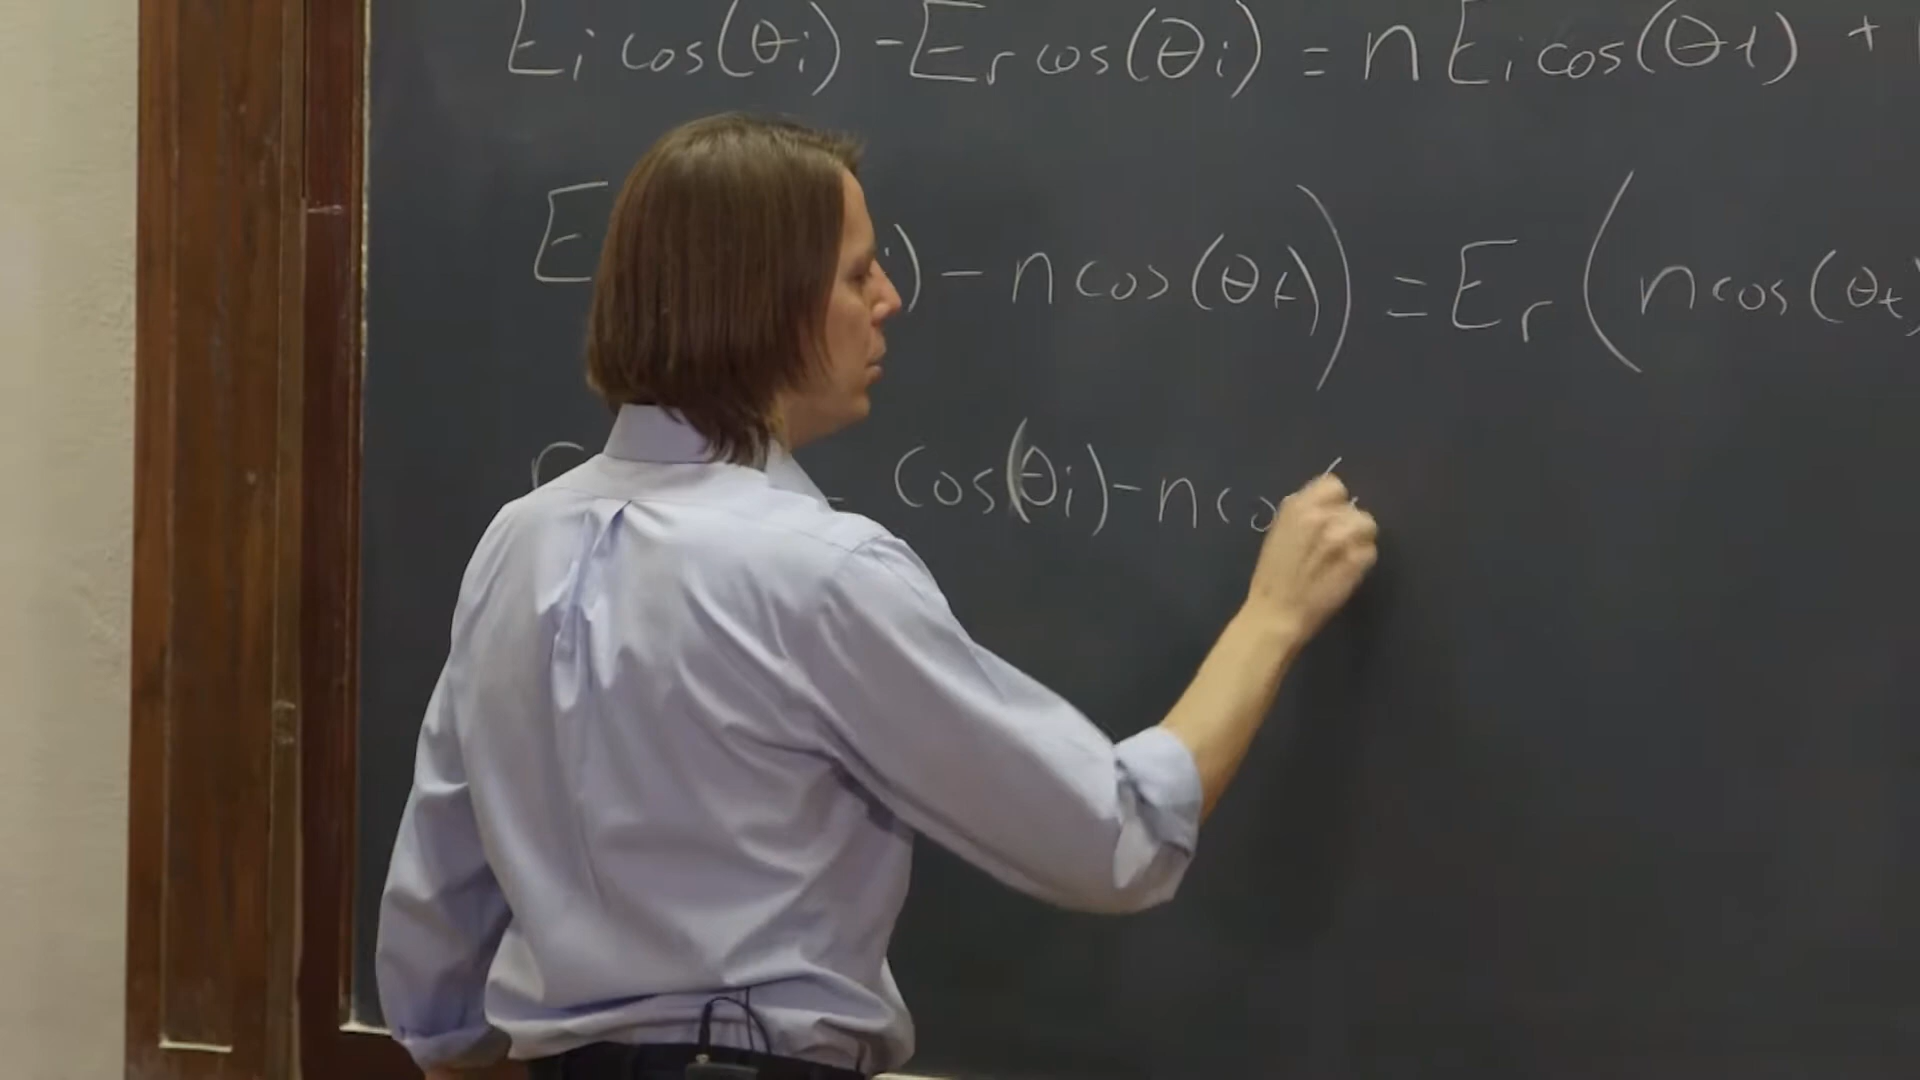 Ei cos(θi) - Er cos(θi) = n Ei cos(θt) +
E i) - n cos(θt)) = Er (n cos(θt)
cos(θi) - n co